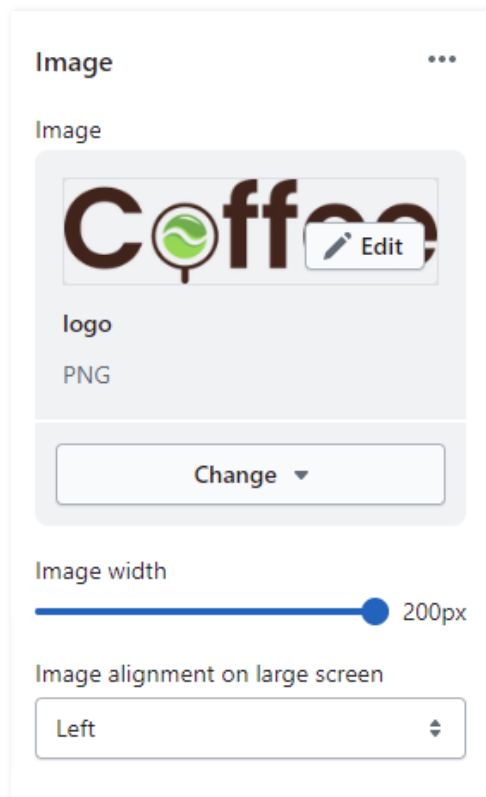 Image
Image
Coffee
Edit
logo
PNG
Change
Image width
200px
Image alignment on large screen
Left